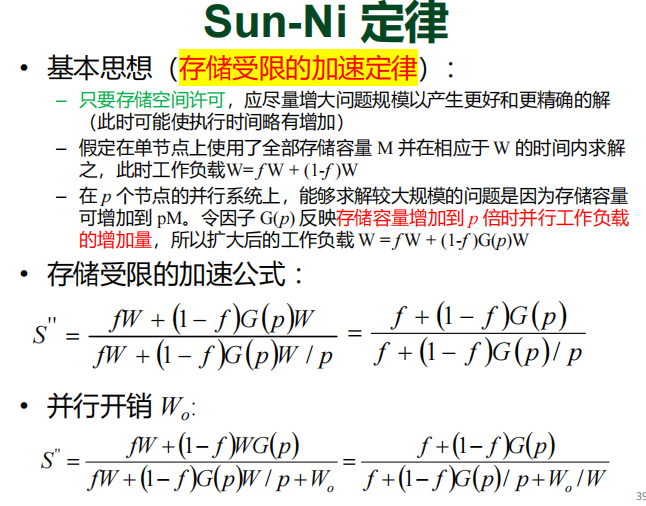 Sun-Ni 定律
• 基本思想（存储受限的加速定律）：
– 只要存储空间许可，应尽量增大问题规模以产生更好和更精确的解
（此时可能使执行时间略有增加）
– 假定在单节点上使用了全部存储容量 M 并在相应于 W 的时间内求解
之，此时工作负载W= f W + (1-f )W
– 在 p 个节点的并行系统上，能够求解较大规模的问题是因为存储容量
可增加到 pM。令因子 G(p) 反映存储容量增加到 p 倍时并行工作负载
的增加量，所以扩大后的工作负载 W = f W + (1-f )G(p)W
• 存储受限的加速公式：
S'' = (fW + (1 − f)G(p)W) / (fW + (1 − f)G(p)W / p) = (f + (1 − f)G(p)) / (f + (1 − f)G(p) / p)
• 并行开销 Wₒ:
S'' = (fW + (1 − f)WG(p)) / (fW + (1 − f)G(p)W / p + Wₒ) = (f + (1 − f)G(p)) / (f + (1 − f)G(p) / p + Wₒ / W)
39